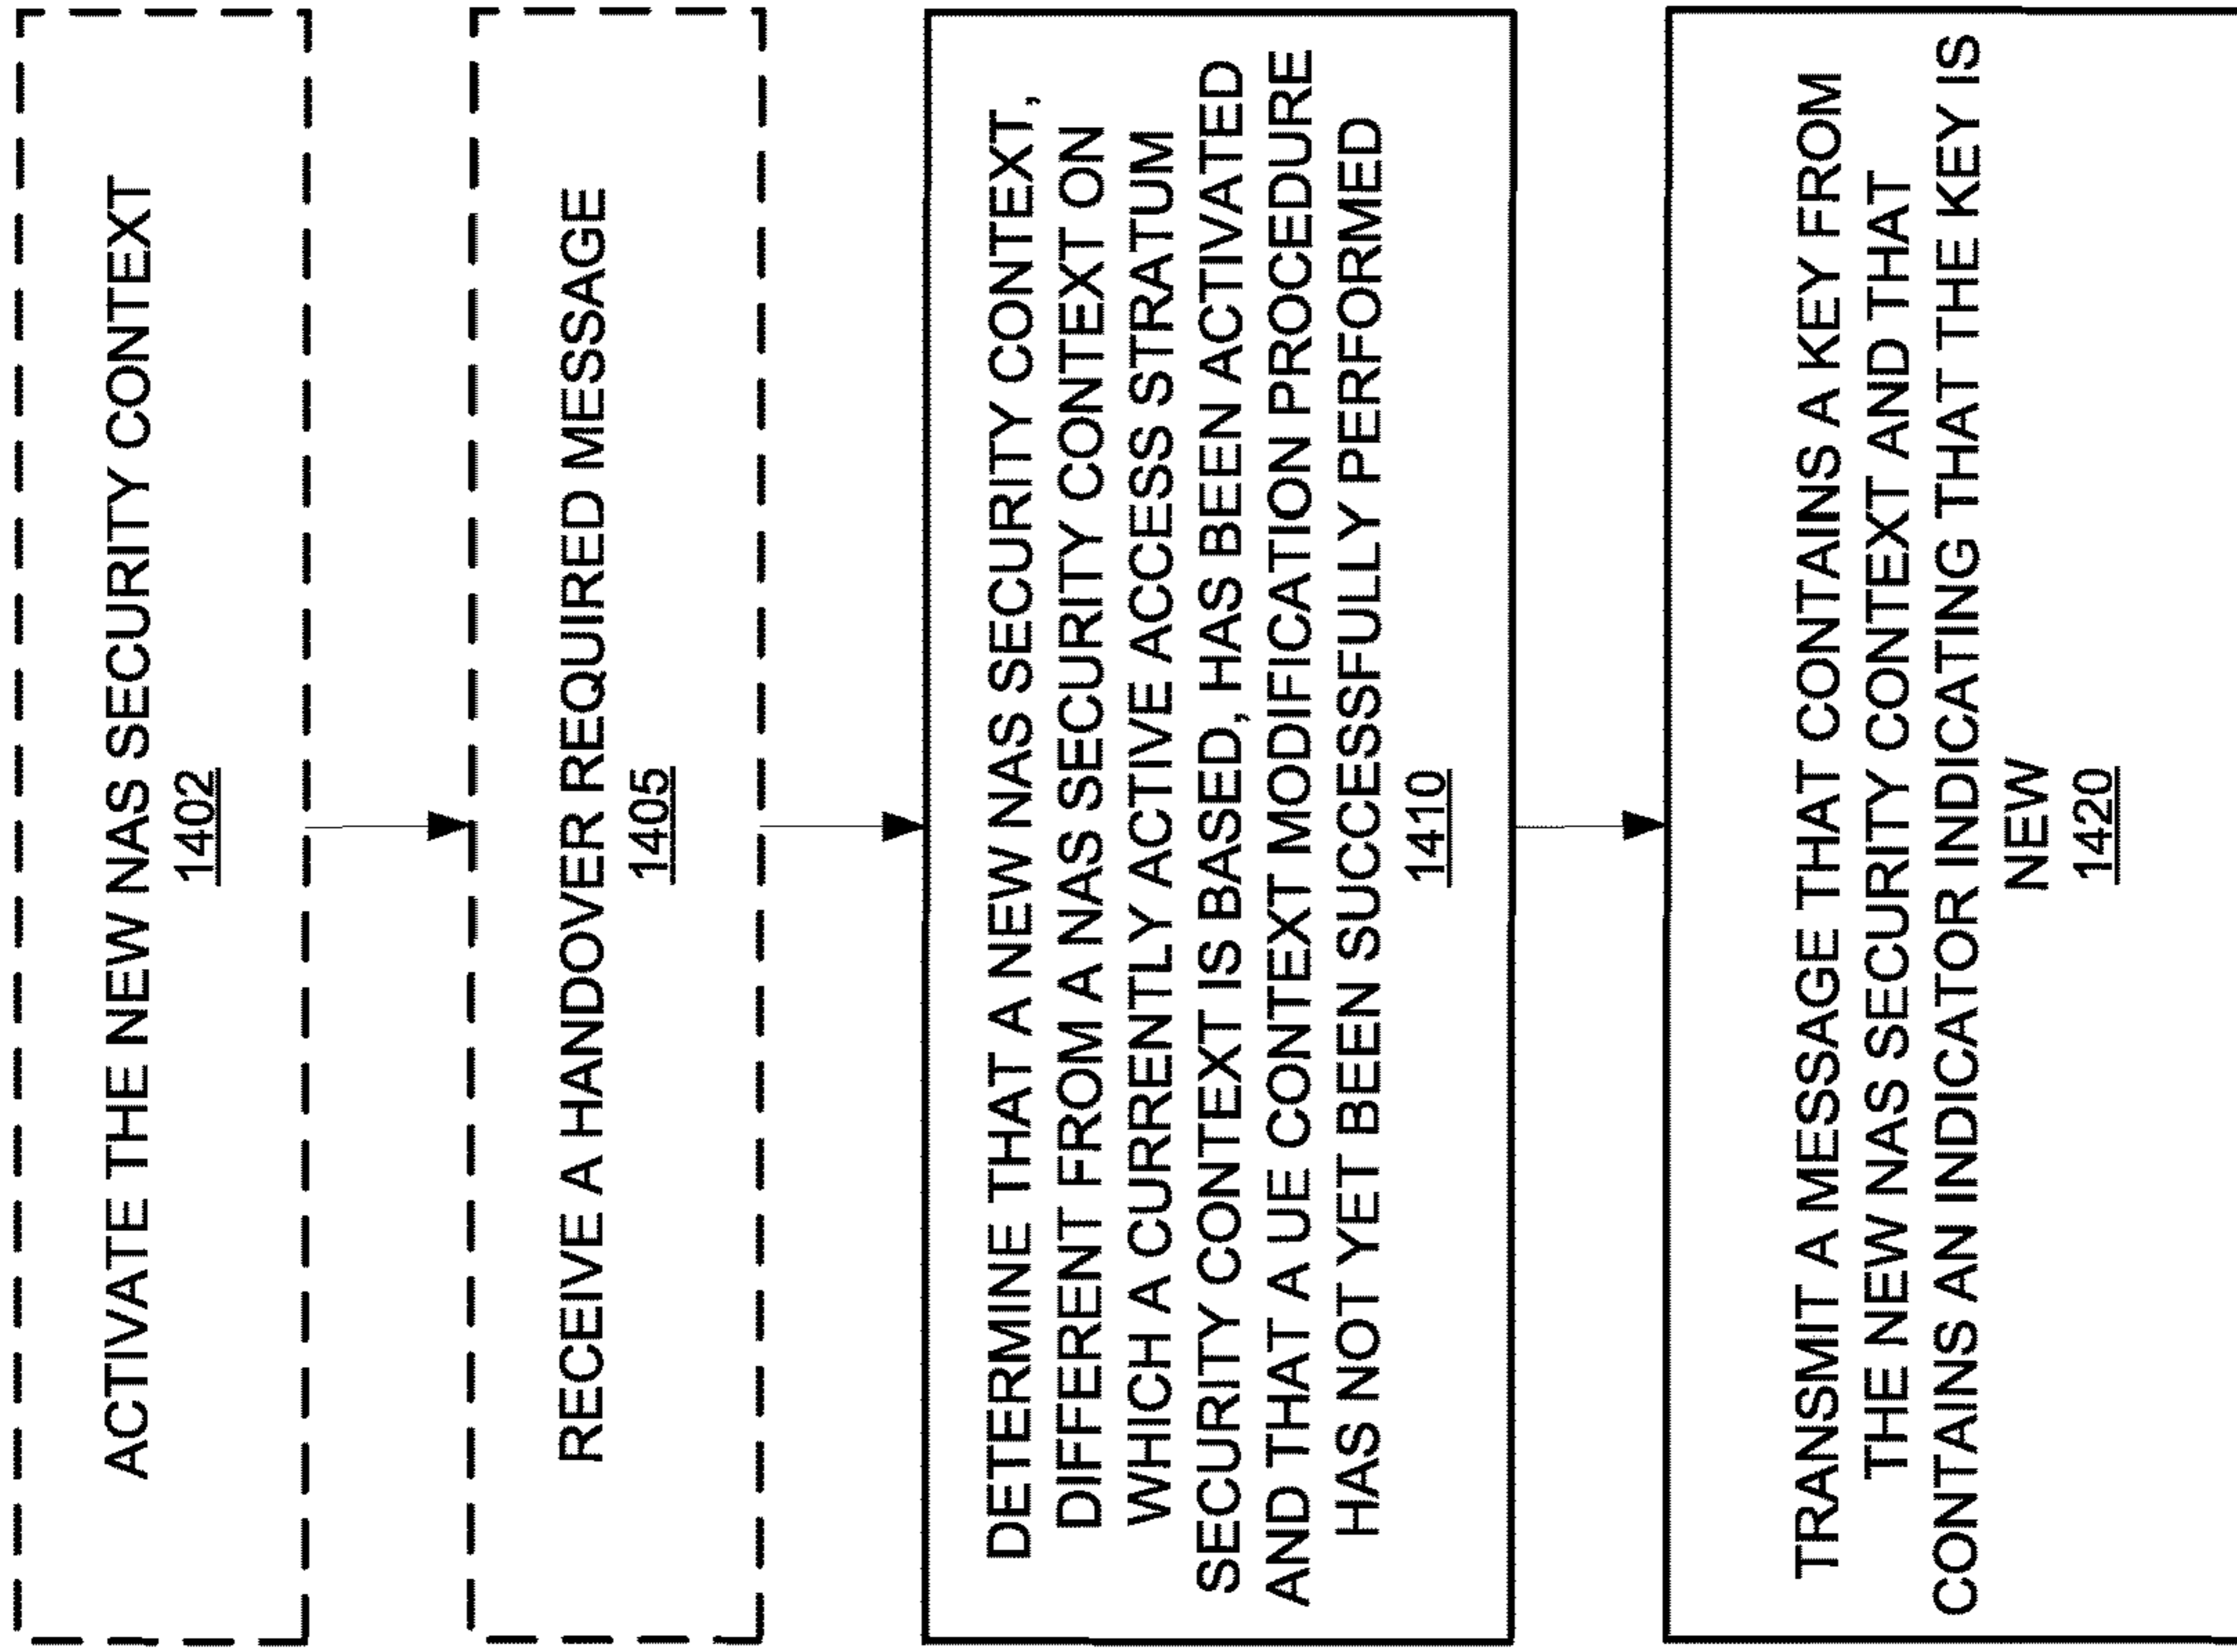 ACTIVATE THE NEW NAS SECURITY CONTEXT
1402
RECEIVE A HANDOVER REQUIRED MESSAGE
1405
DETERMINE THAT A NEW NAS SECURITY CONTEXT,
DIFFERENT FROM A NAS SECURITY CONTEXT ON
WHICH A CURRENTLY ACTIVE ACCESS STRATUM
SECURITY CONTEXT IS BASED, HAS BEEN ACTIVATED
AND THAT A UE CONTEXT MODIFICATION PROCEDURE
HAS NOT YET BEEN SUCCESSFULLY PERFORMED
1410
TRANSMIT A MESSAGE THAT CONTAINS A KEY FROM
THE NEW NAS SECURITY CONTEXT AND THAT
CONTAINS AN INDICATOR INDICATING THAT THE KEY IS
NEW
1420